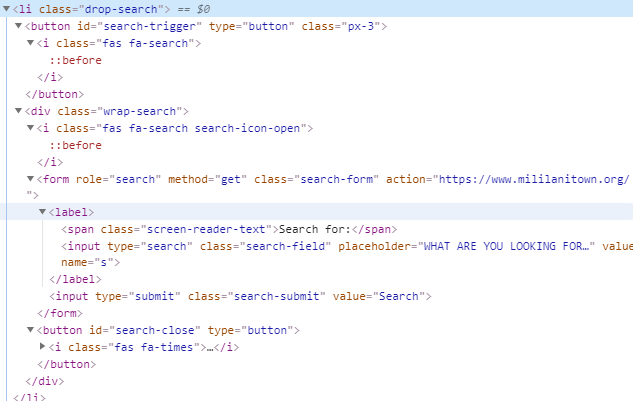 <li class="drop-search"> == $0
<button id="search-trigger" type="button" class="px-3">
<i class="fas fa-search">
::before
</i>
</button>
<div class="wrap-search">
<i class="fas fa-search search-icon-open">
::before
</i>
<form role="search" method="get" class="search-form" action="https://www.mililanitown.org/
">
<label>
<span class="screen-reader-text">Search for:</span>
<input type="search" class="search-field" placeholder="WHAT ARE YOU LOOKING FOR…" value
name="s">
</label>
<input type="submit" class="search-submit" value="Search">
</form>
<button id="search-close" type="button">
<i class="fas fa-times">…</i>
</button>
</div>
</li>